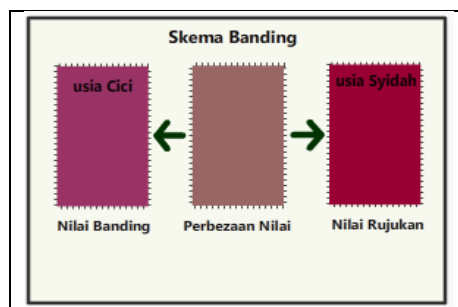 Skema Banding
usia Cici
usia Syidah
Nilai Banding
Perbezaan Nilai
Nilai Rujukan